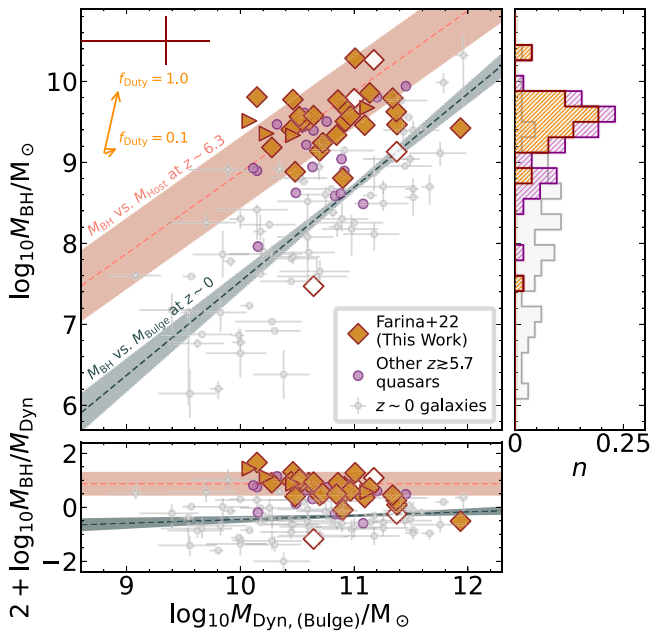 log₁₀M_BH/M⊙
10
9
8
7
6
f_Duty = 1.0
f_Duty = 0.1
M_BH vs. M_Host at z~6.3
M_BH vs. M_Bulge at z~0
Farina+22
(This Work)
Other z≳5.7
quasars
z~0 galaxies
0
0.25
n
2 + log₁₀M_BH/M_Dyn
2
0
−2
9
10
11
12
log₁₀M_Dyn, (Bulge)/M⊙